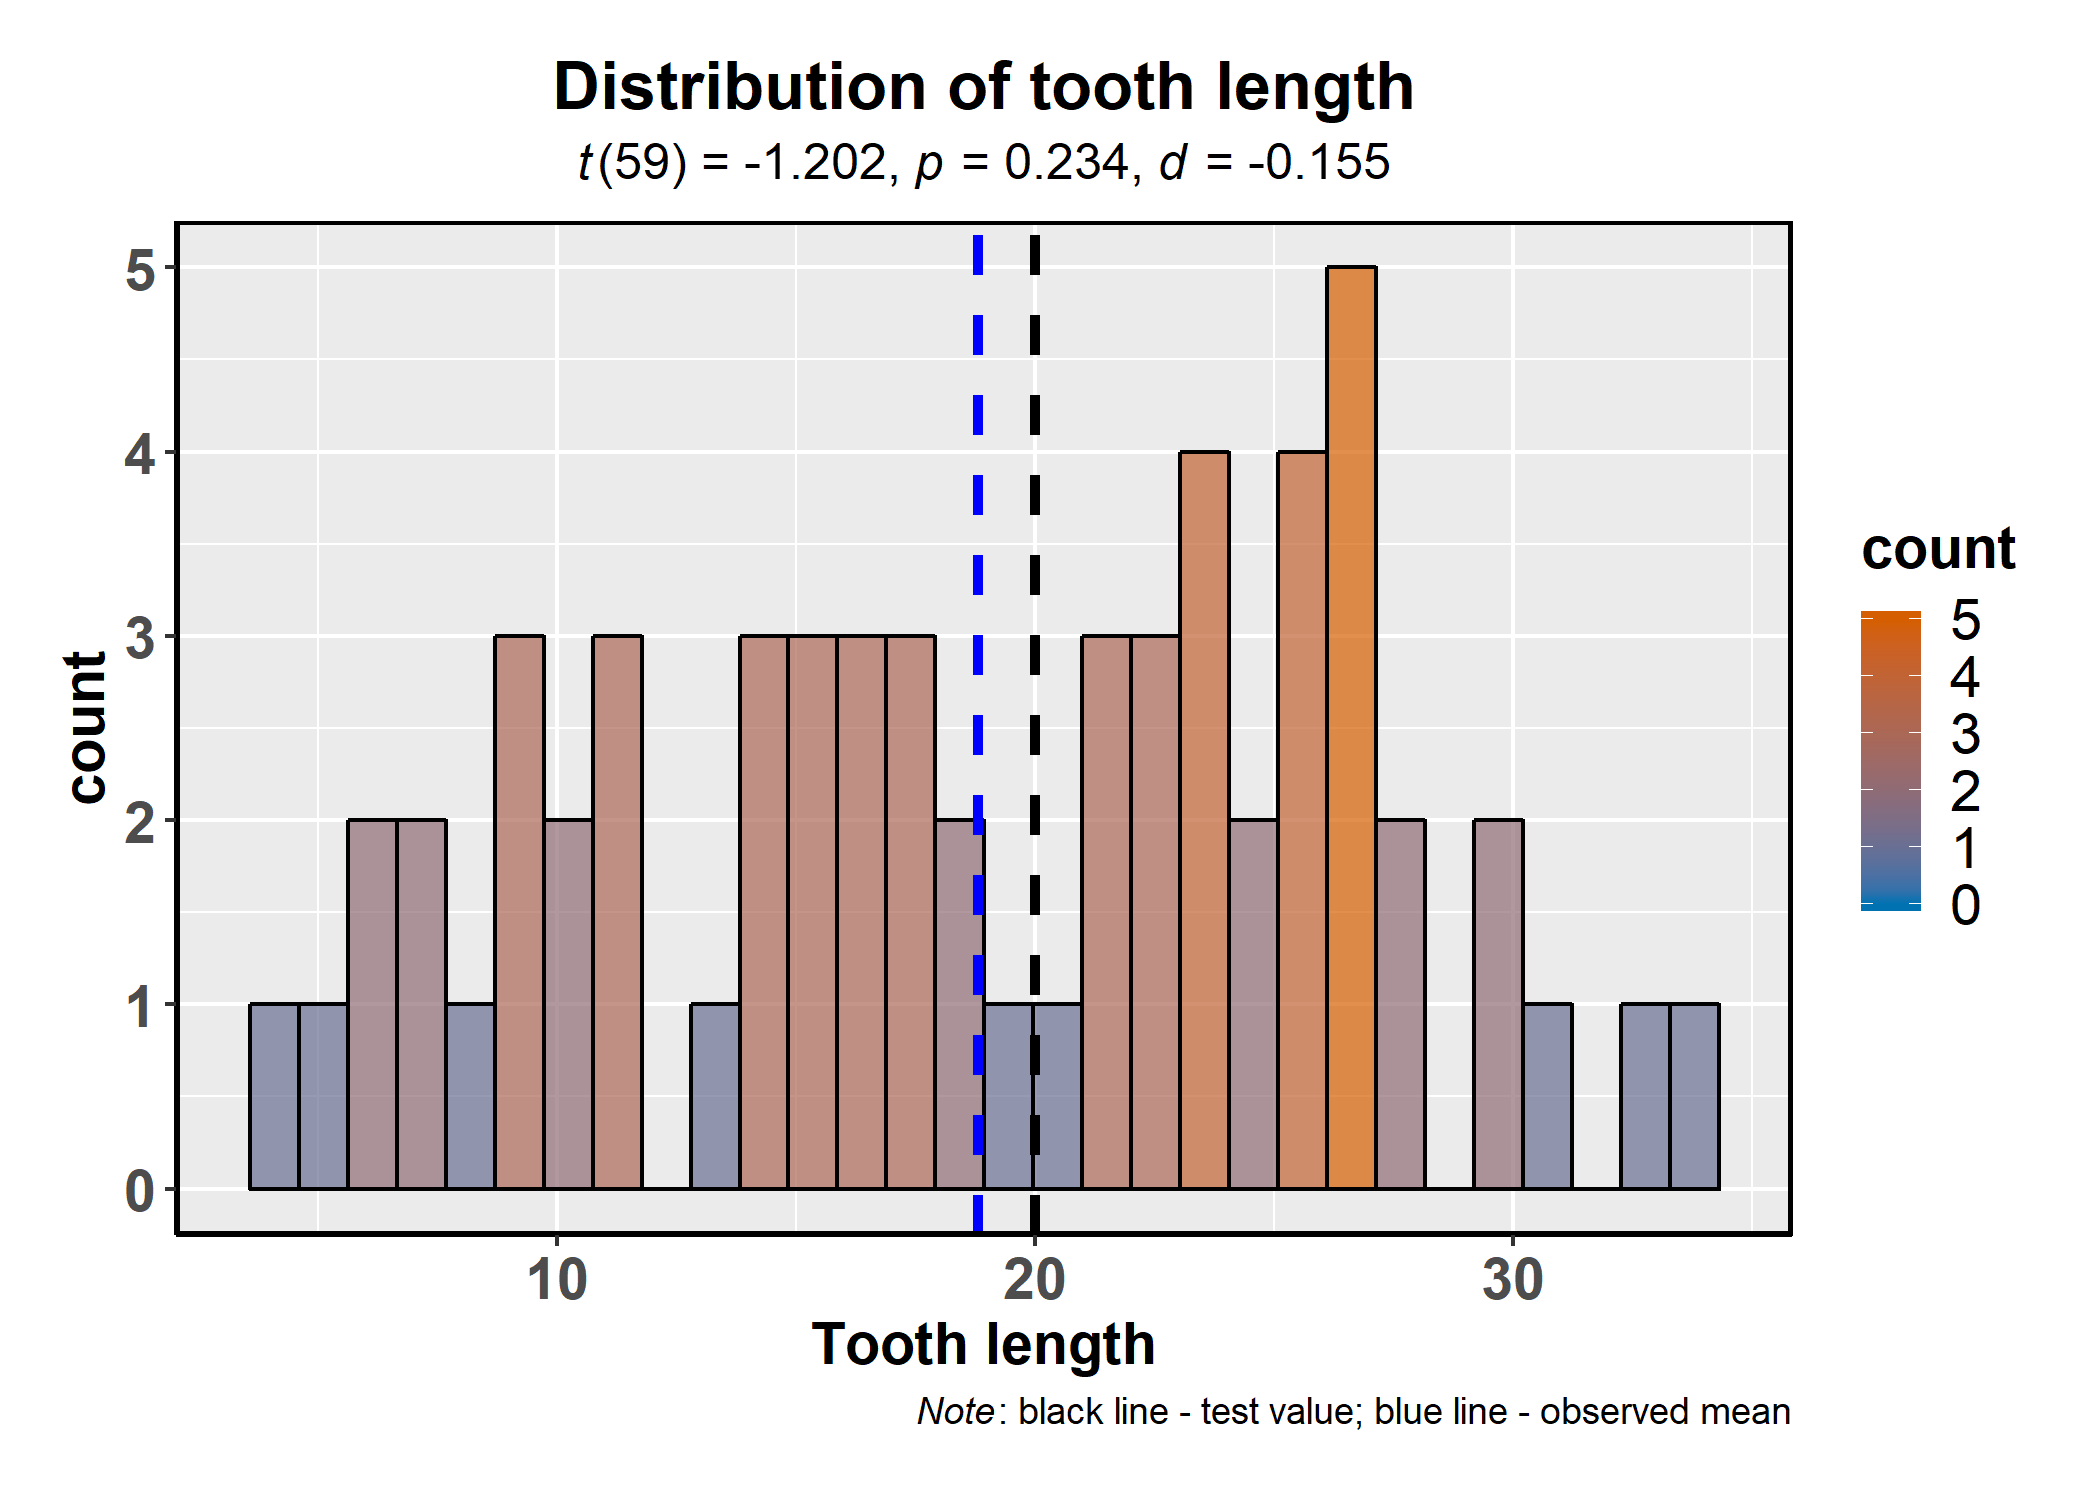 Distribution of tooth length
t(59) = -1.202, p = 0.234, d = -0.155
5
4
3
2
1
0
count
10 20 30
Tooth length
count
5
4
3
2
1
0
Note: black line - test value; blue line - observed mean